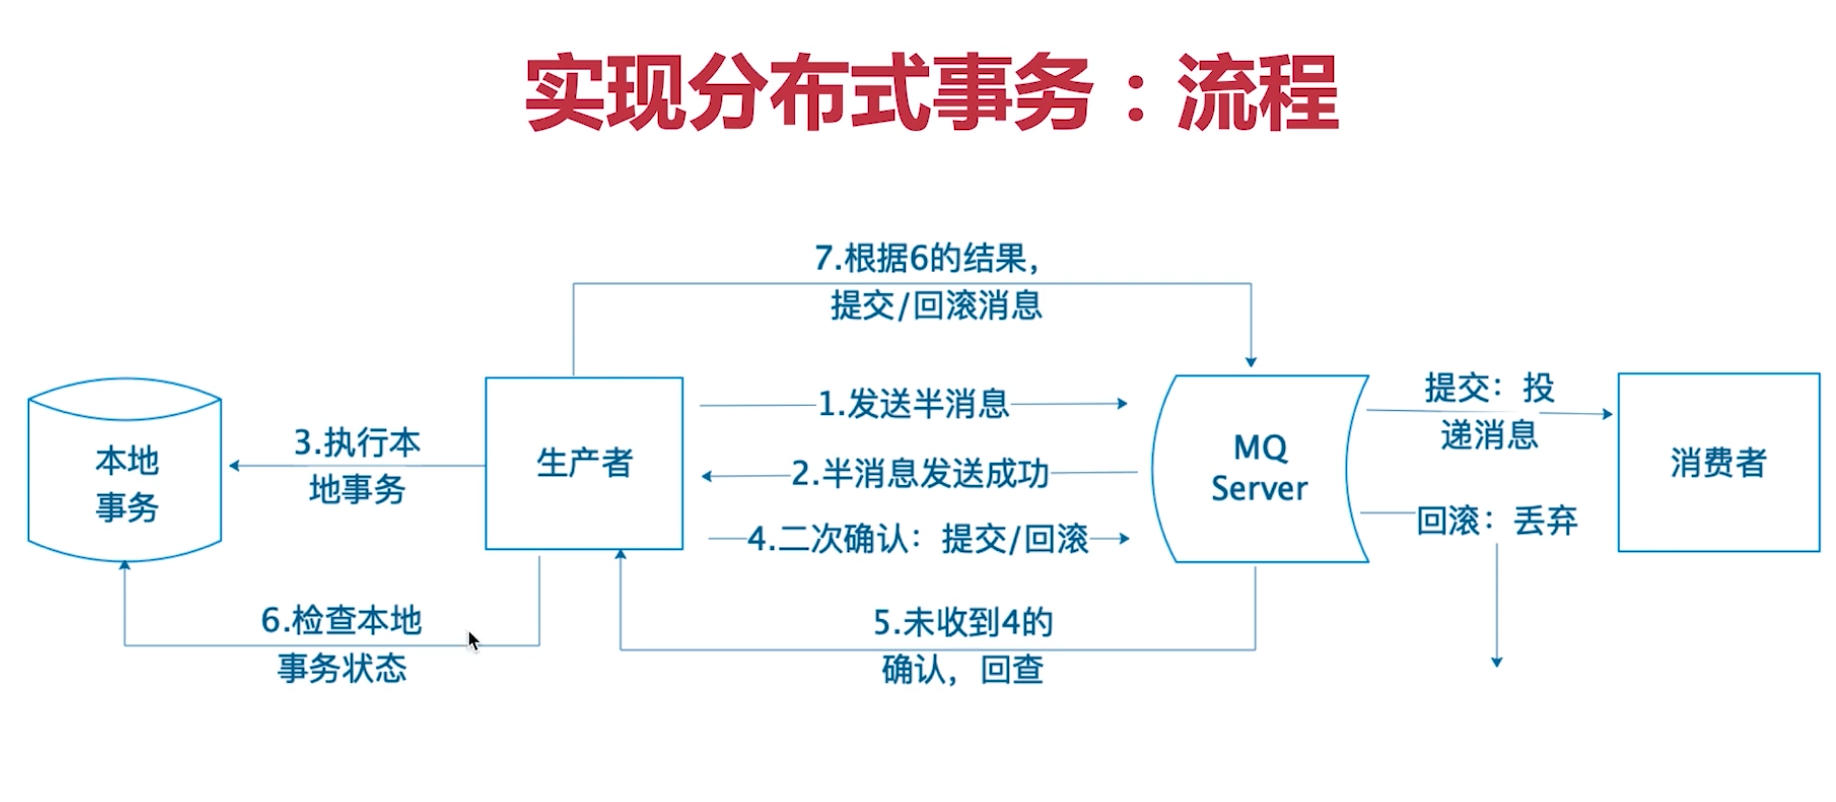 实现分布式事务：流程
7.根据6的结果，
提交/回滚消息
本地
事务
3.执行本
地事务
生产者
1.发送半消息
2.半消息发送成功
4.二次确认：提交/回滚
MQ
Server
提交：投
递消息
回滚：丢弃
消费者
6.检查本地
事务状态
5.未收到4的
确认，回查